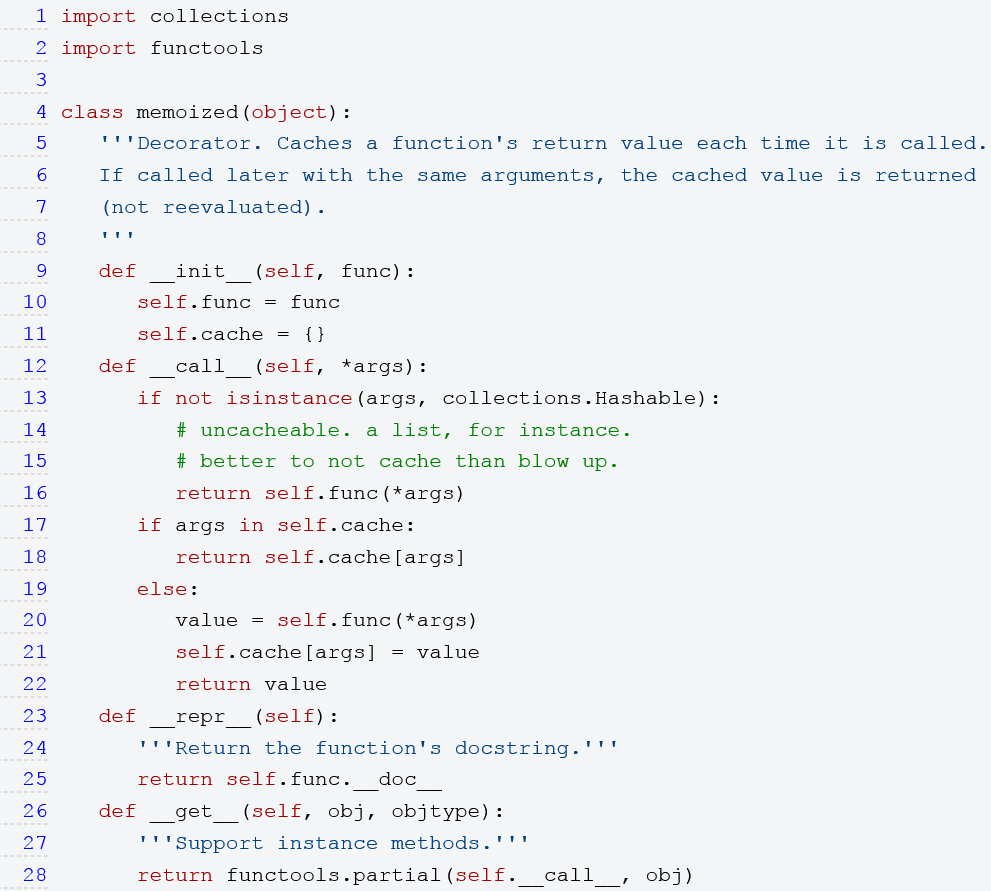 1 import collections
2 import functools
3
4 class memoized(object):
5    '''Decorator. Caches a function's return value each time it is called.
6    If called later with the same arguments, the cached value is returned
7    (not reevaluated).
8    '''
9    def __init__(self, func):
10       self.func = func
11       self.cache = {}
12    def __call__(self, *args):
13       if not isinstance(args, collections.Hashable):
14          # uncacheable. a list, for instance.
15          # better to not cache than blow up.
16          return self.func(*args)
17       if args in self.cache:
18          return self.cache[args]
19       else:
20          value = self.func(*args)
21          self.cache[args] = value
22          return value
23    def __repr__(self):
24       '''Return the function's docstring.'''
25       return self.func.__doc__
26    def __get__(self, obj, objtype):
27       '''Support instance methods.'''
28       return functools.partial(self.__call__, obj)